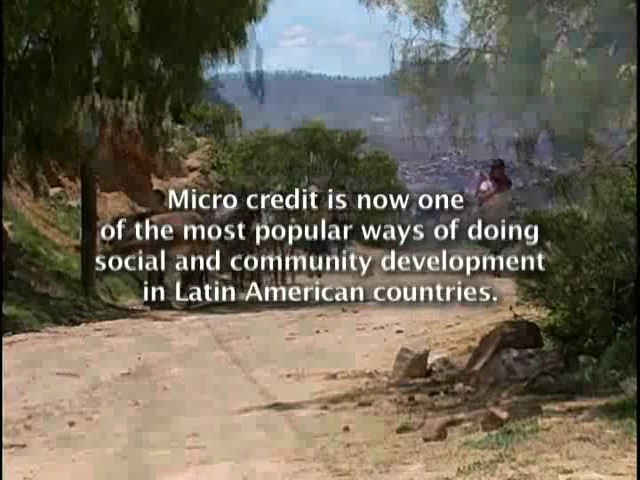 Micro credit is now one
of the most popular ways of doing
social and community development
in Latin American countries.